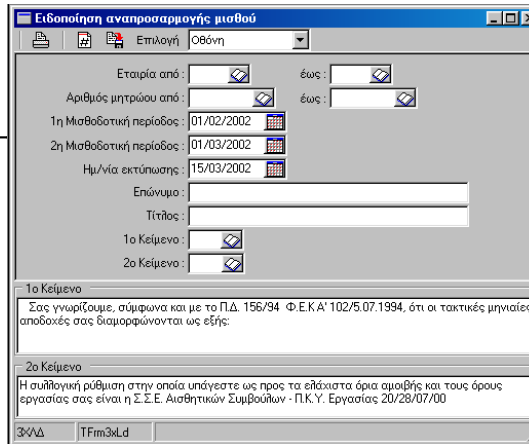 Ειδοποίηση αναπροσαρμογής μισθού
Επιλογή Οθόνη
Εταιρία από : έως :
Αριθμός μητρώου από : έως :
1η Μισθοδοτική περίοδος : 01/02/2002
2η Μισθοδοτική περίοδος : 01/03/2002
Ημ/νία εκτύπωσης : 15/03/2002
Επώνυμο :
Τίτλος :
1ο Κείμενο :
2ο Κείμενο :
1ο Κείμενο
Σας γνωρίζουμε, σύμφωνα και με το Π.Δ. 156/94 Φ.Ε.Κ Α' 102/5.07.1994, ότι οι τακτικές μηνιαίες
αποδοχές σας διαμορφώνονται ως εξής:
2ο Κείμενο
Η συλλογική ρύθμιση στην οποία υπάγεστε ως προς τα ελάχιστα όρια αμοιβής και τους όρους
εργασίας σας είναι η Σ.Σ.Ε. Αισθητικών Συμβούλων - Π.Κ.Υ. Εργασίας 20/28/07/00
3ΧΛΔ TFrm3xLd